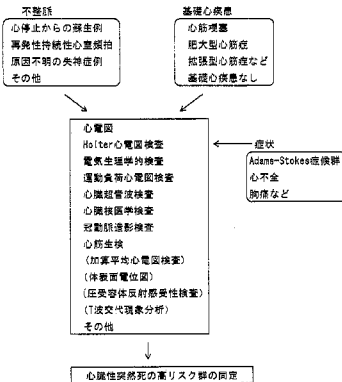 不整脈
心停止からの蘇生例
再発性持続性心室頻拍
原因不明の失神症例
その他
基礎心疾患
心筋梗塞
肥大型心筋症
拡張型心筋症など
基礎心疾患なし
心電図
Holter心電図検査
電気生理学的検査
運動負荷心電図検査
心臓超音波検査
心臓核医学検査
冠動脈造影検査
心筋生検
(加算平均心電図検査)
(体表面電位図)
(圧受容体反射感受性検査)
(T波交代現象分析)
その他
症状
Adams-Stokes症候群
心不全
胸痛など
心臓性突然死の高リスク群の同定